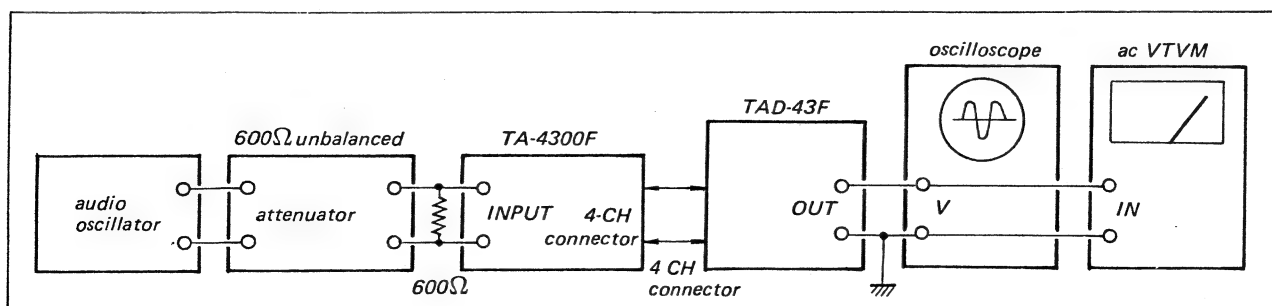 oscilloscope
ac VTVM
TAD-43F
600Ω unbalanced
TA-4300F
audio
oscillator
attenuator
INPUT
4-CH
connector
OUT
V
IN
600Ω
4 CH
connector